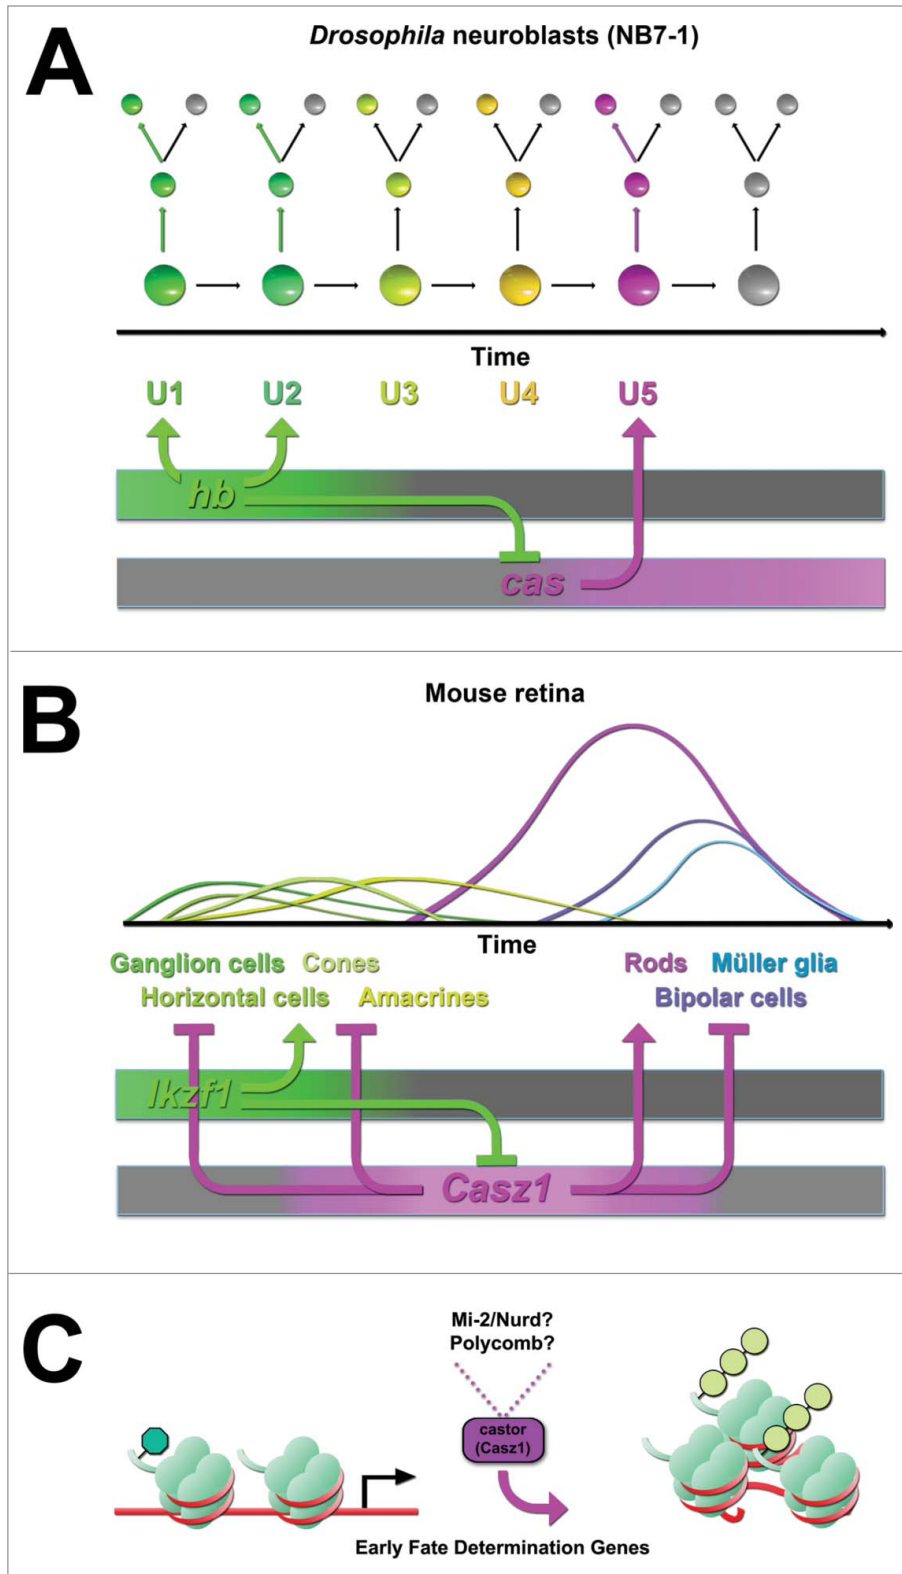 A
Drosophila neuroblasts (NB7-1)
Time
U1 U2 U3 U4 U5
hb
cas
B
Mouse retina
Time
Ganglion cells Cones Rods Müller glia
Horizontal cells Amacrines Bipolar cells
Ikzf1
Casz1
C
Mi-2/Nurd?
Polycomb?
castor
(Casz1)
Early Fate Determination Genes